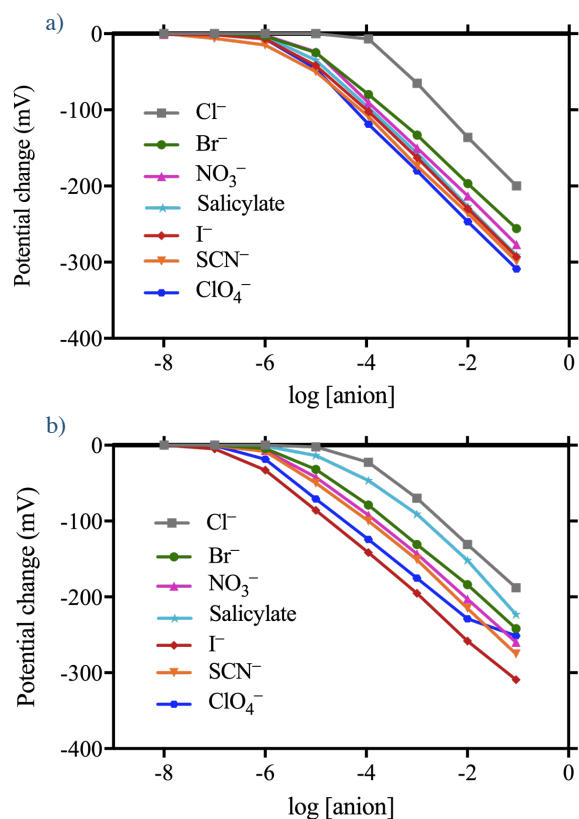 a)
0
-100
-200
-300
-400
Potential change (mV)
Cl⁻
Br⁻
NO₃⁻
Salicylate
I⁻
SCN⁻
ClO₄⁻
-8 -6 -4 -2 0
log [anion]
b)
0
-100
-200
-300
-400
Potential change (mV)
Cl⁻
Br⁻
NO₃⁻
Salicylate
I⁻
SCN⁻
ClO₄⁻
-8 -6 -4 -2 0
log [anion]